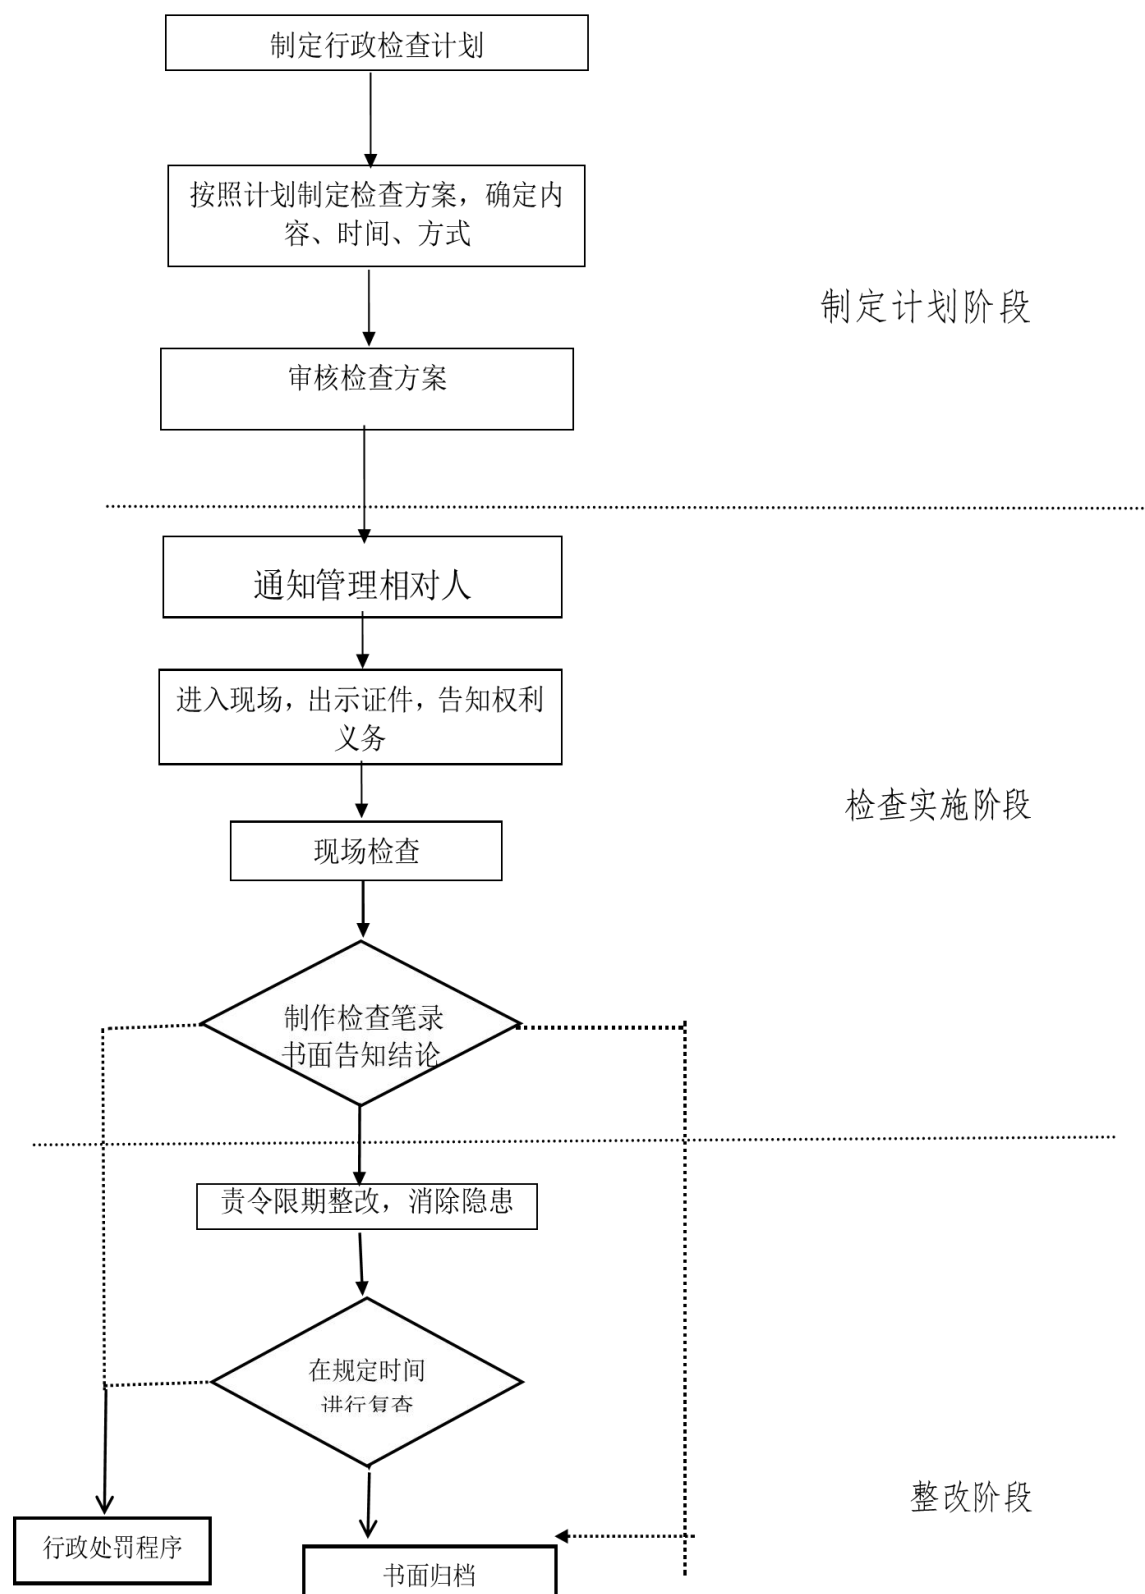 制定行政检查计划
按照计划制定检查方案，确定内
容、时间、方式
制定计划阶段
审核检查方案
通知管理相对人
进入现场，出示证件，告知权利
义务
检查实施阶段
现场检查
制作检查笔录
书面告知结论
责令限期整改，消除隐患
在规定时间
进行复查
整改阶段
行政处罚程序
书面归档